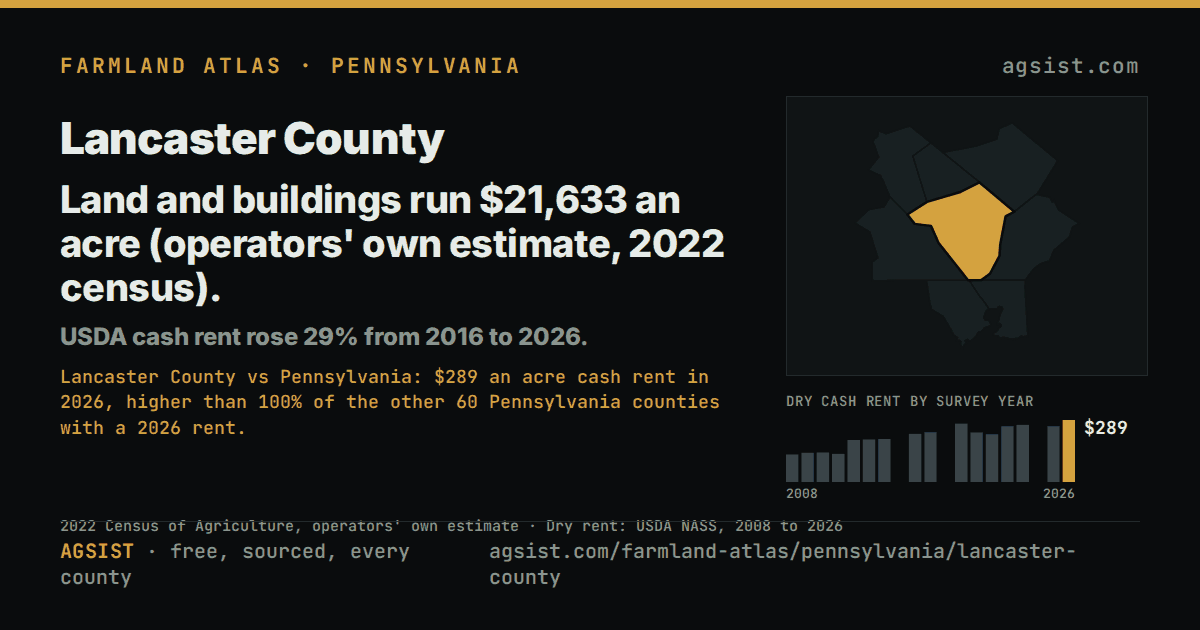 FARMLAND ATLAS · PENNSYLVANIA
agsist.com
Lancaster County
Land and buildings run $21,633 an
acre (operators' own estimate, 2022
census).
USDA cash rent rose 29% from 2016 to 2026.
Lancaster County vs Pennsylvania: $289 an acre cash rent in
2026, higher than 100% of the other 60 Pennsylvania counties
with a 2026 rent.
DRY CASH RENT BY SURVEY YEAR
$289
2008
2026
2022 Census of Agriculture, operators' own estimate · Dry rent: USDA NASS, 2008 to 2026
AGSIST · free, sourced, every
county
agsist.com/farmland-atlas/pennsylvania/lancaster-
county